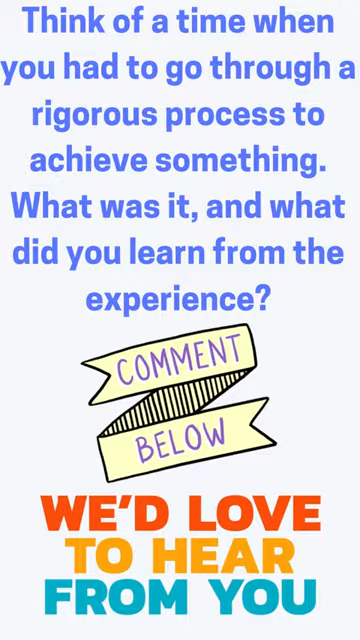 Think of a time when
you had to go through a
rigorous process to
achieve something.
What was it, and what
did you learn from the
experience?
COMMENT
BELOW
WE'D LOVE
TO HEAR
FROM YOU